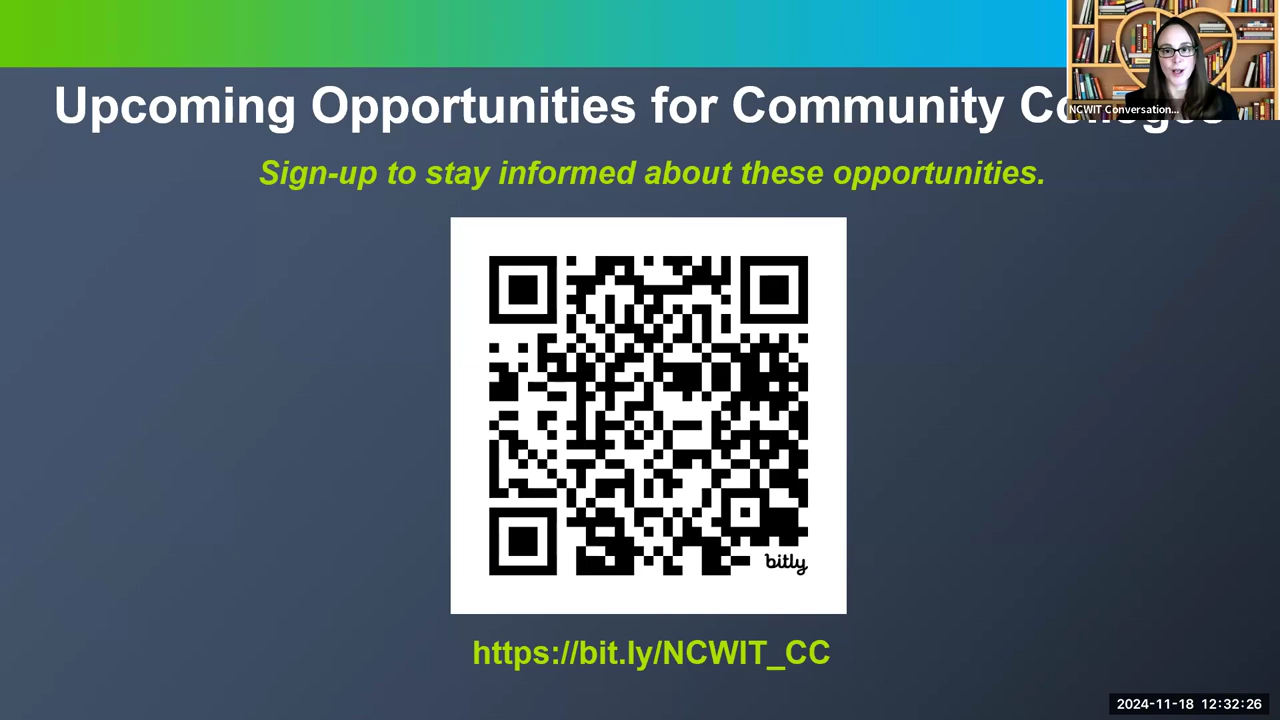 Upcoming Opportunities for Community
NCWIT Conversation...
Sign-up to stay informed about these opportunities.
bitly
https://bit.ly/NCWIT_CC
2024-11-18 12:32:26